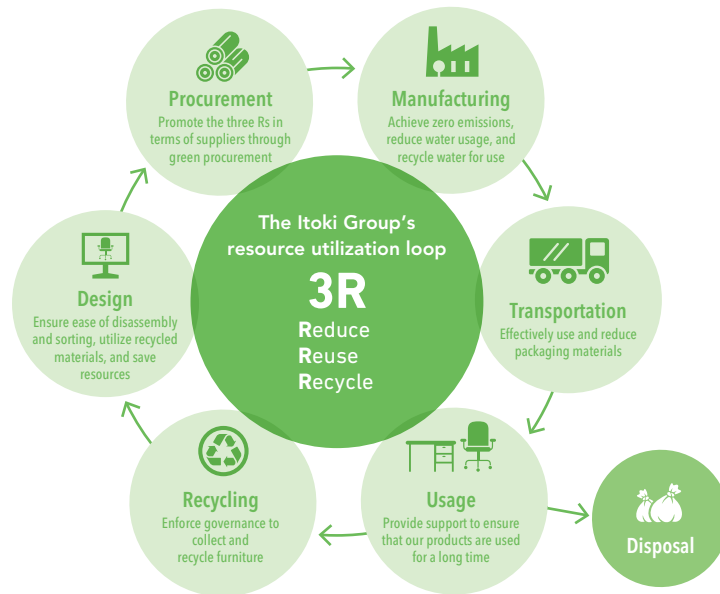 Procurement
Promote the three Rs in
terms of suppliers through
green procurement
Manufacturing
Achieve zero emissions,
reduce water usage, and
recycle water for use
The Itoki Group's
resource utilization loop
3R
Reduce
Reuse
Recycle
Design
Ensure ease of disassembly
and sorting, utilize recycled
materials, and save
resources
Transportation
Effectively use and reduce
packaging materials
Recycling
Enforce governance to
collect and
recycle furniture
Usage
Provide support to ensure
that our products are used
for a long time
Disposal